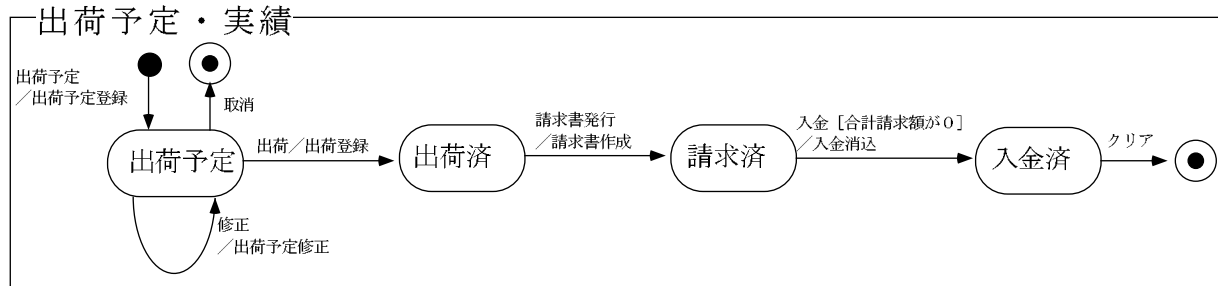 出荷予定・実績
出荷予定
／出荷予定登録
取消
出荷予定
出荷／出荷登録
出荷済
請求書発行
／請求書作成
請求済
入金［合計請求額が０］
／入金消込
入金済
クリア
修正
／出荷予定修正